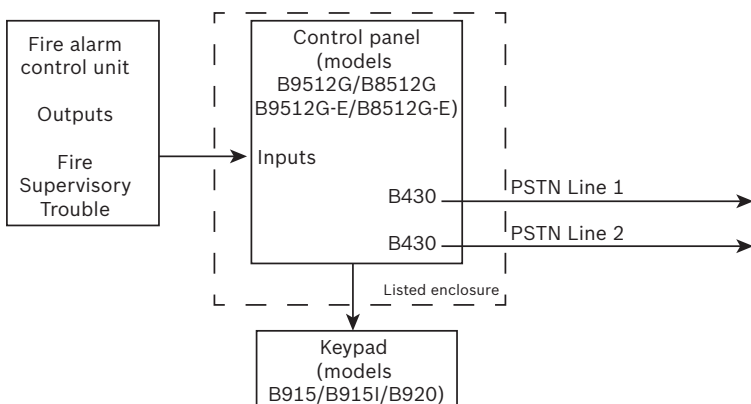 Fire alarm
control unit
Outputs
Fire
Supervisory
Trouble
Control panel
(models
B9512G/B8512G
B9512G-E/B8512G-E)
Inputs
B430
PSTN Line 1
B430
PSTN Line 2
Listed enclosure
Keypad
(models
B915/B915I/B920)